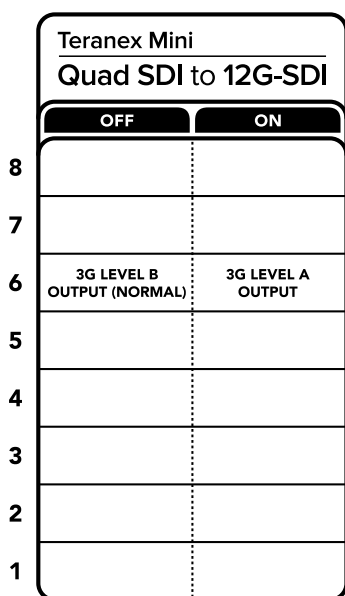 Teranex Mini
Quad SDI to 12G-SDI
OFF ON
8
7
6 3G LEVEL B OUTPUT (NORMAL) 3G LEVEL A OUTPUT
5
4
3
2
1